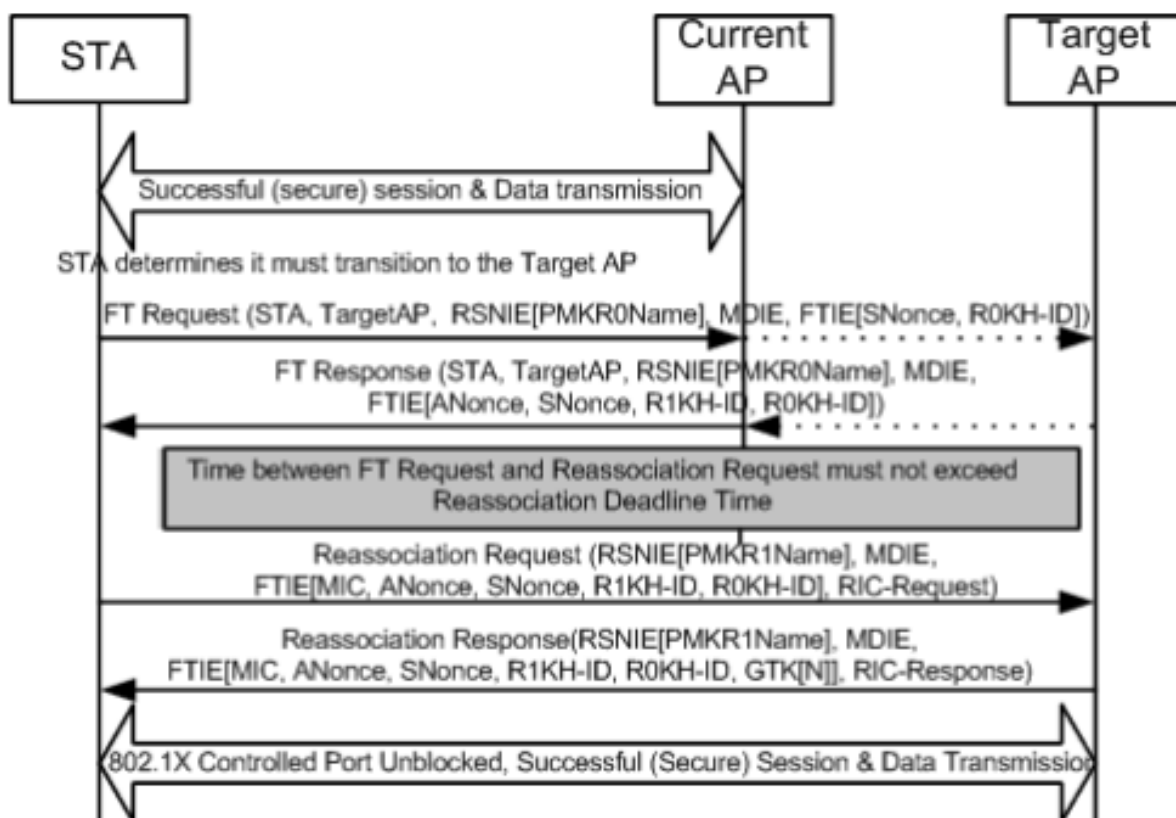 STA
Current
AP
Target
AP
Successful (secure) session & Data transmission
STA determines it must transition to the Target AP
FT Request (STA, TargetAP, RSNIE[PMKR0Name], MDIE, FTIE[SNonce, R0KH-ID])
FT Response (STA, TargetAP, RSNIE[PMKR0Name], MDIE,
FTIE[ANonce, SNonce, R1KH-ID, R0KH-ID])
Time between FT Request and Reassociation Request must not exceed
Reassociation Deadline Time
Reassociation Request (RSNIE[PMKR1Name], MDIE,
FTIE[MIC, ANonce, SNonce, R1KH-ID, R0KH-ID], RIC-Request)
Reassociation Response(RSNIE[PMKR1Name], MDIE,
FTIE[MIC, ANonce, SNonce, R1KH-ID, R0KH-ID, GTK[N]], RIC-Response)
802.1X Controlled Port Unblocked, Successful (Secure) Session & Data Transmission